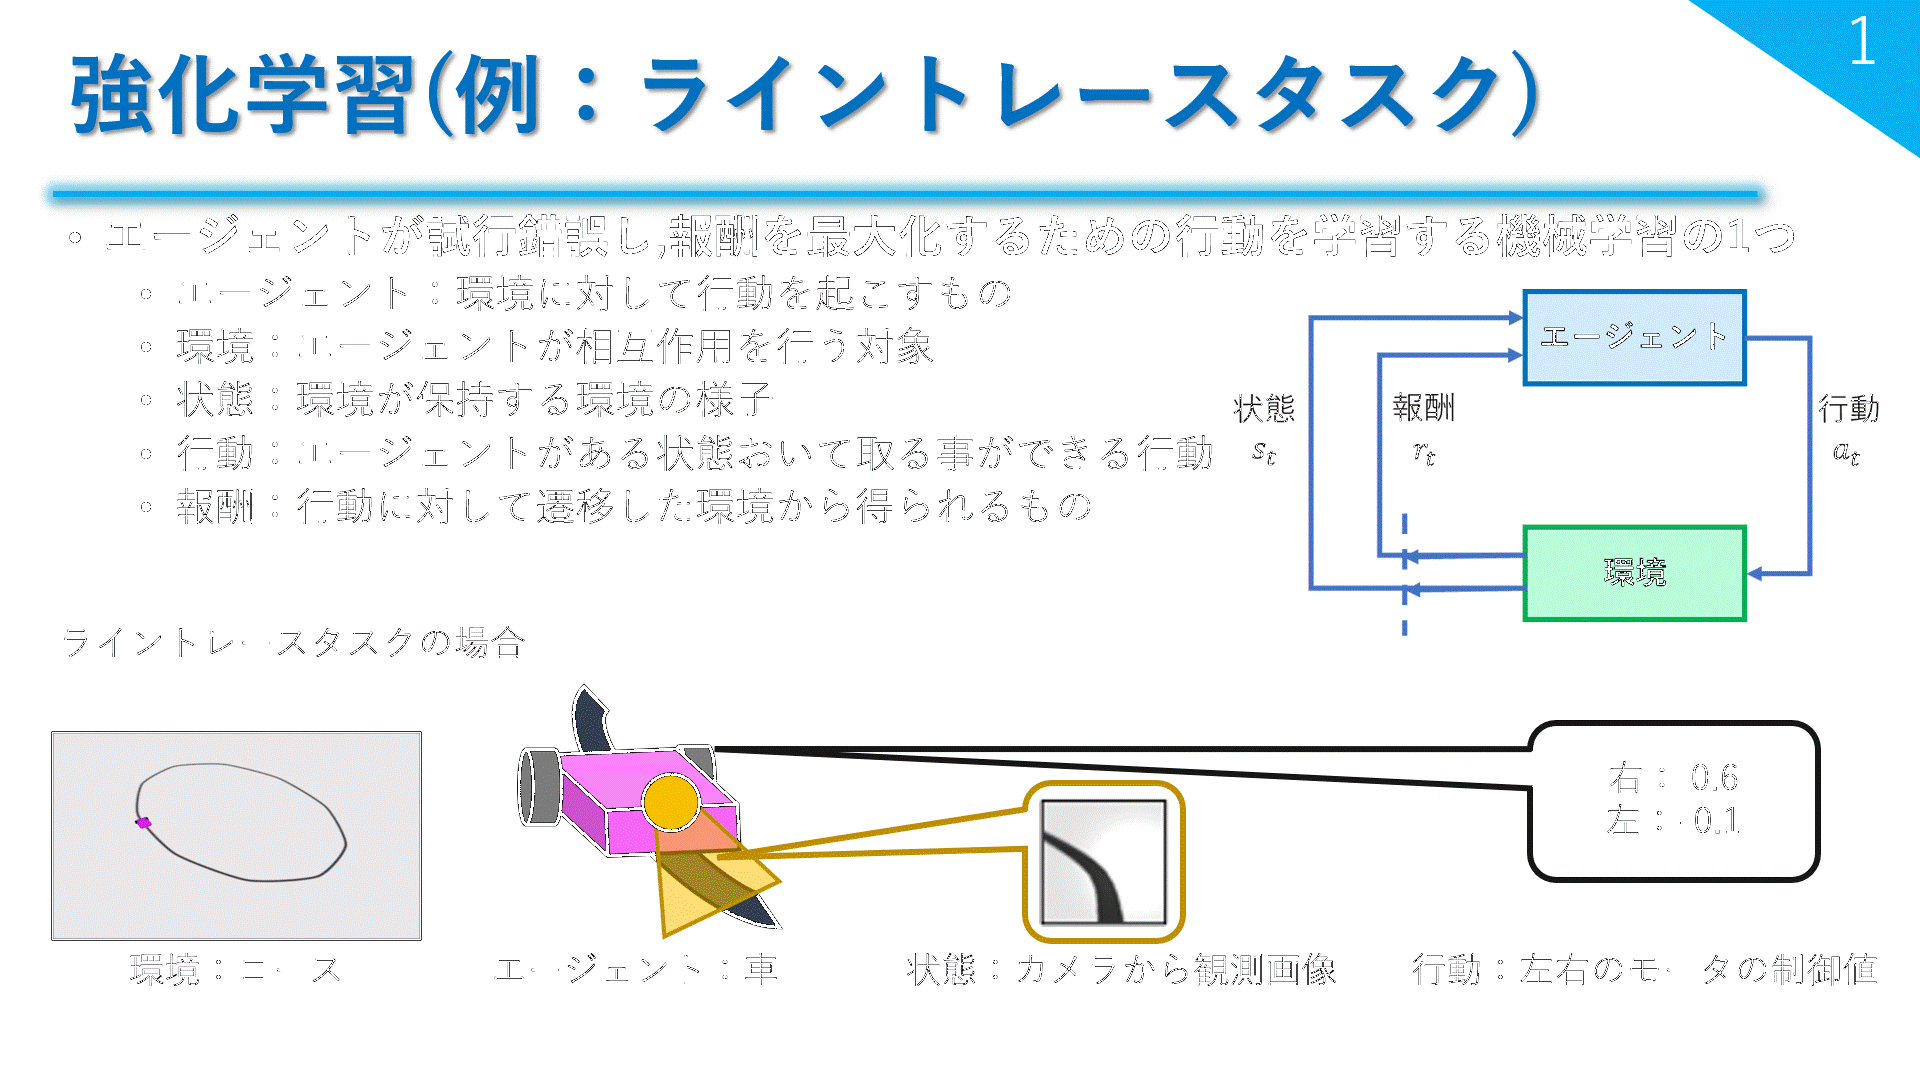 1
強化学習(例：ライントレースタスク)
• エージェントが試行錯誤し,報酬を最大化するための行動を学習する機械学習の1つ
• エージェント：環境に対して行動を起こすもの
• 環境：エージェントが相互作用を行う対象
• 状態：環境が保持する環境の様子
• 行動：エージェントがある状態おいて取る事ができる行動
• 報酬：行動に対して遷移した環境から得られるもの
エージェント
状態
s_t
報酬
r_t
行動
a_t
環境
ライントレースタスクの場合
右： 0.6
左：-0.1
環境：コース
エージェント：車
状態：カメラから観測画像
行動：左右のモータの制御値